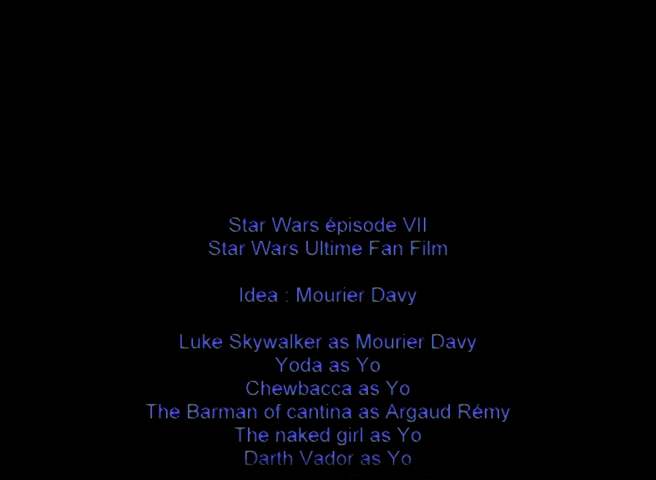 Star Wars épisode VII
Star Wars Ultime Fan Film
Idea : Mourier Davy
Luke Skywalker as Mourier Davy
Yoda as Yo
Chewbacca as Yo
The Barman of cantina as Argaud Rémy
The naked girl as Yo
Darth Vador as Yo